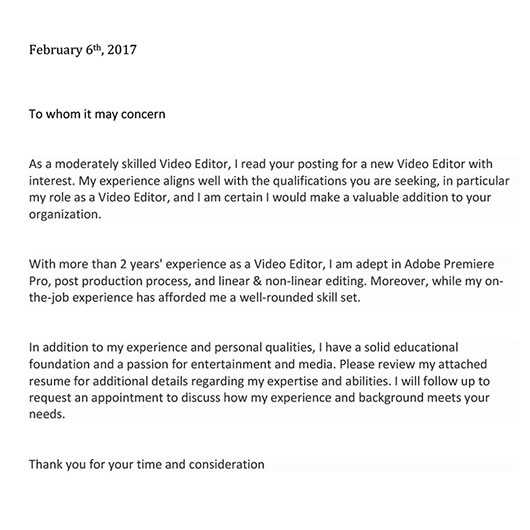 February 6th, 2017
To whom it may concern
As a moderately skilled Video Editor, I read your posting for a new Video Editor with
interest. My experience aligns well with the qualifications you are seeking, in particular
my role as a Video Editor, and I am certain I would make a valuable addition to your
organization.
With more than 2 years' experience as a Video Editor, I am adept in Adobe Premiere
Pro, post production process, and linear & non-linear editing. Moreover, while my on-
the-job experience has afforded me a well-rounded skill set.
In addition to my experience and personal qualities, I have a solid educational
foundation and a passion for entertainment and media. Please review my attached
resume for additional details regarding my expertise and abilities. I will follow up to
request an appointment to discuss how my experience and background meets your
needs.
Thank you for your time and consideration